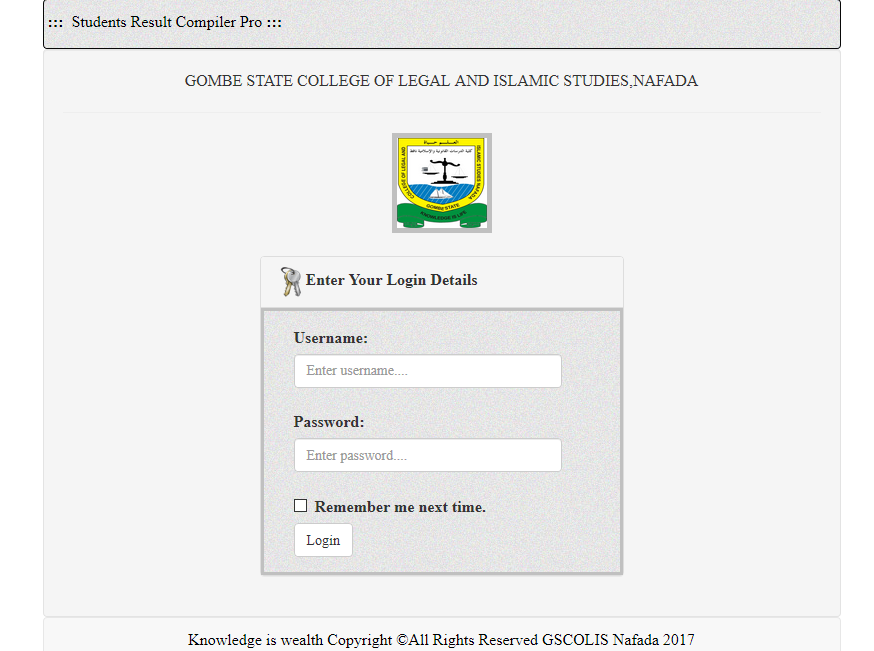 ::: Students Result Compiler Pro :::
GOMBE STATE COLLEGE OF LEGAL AND ISLAMIC STUDIES,NAFADA
COLLEGE OF LEGAL AND
ISLAMIC STUDIES NAFADA
GOMBE STATE
KNOWLEDGE IS LIFE
Enter Your Login Details
Username:
Enter username....
Password:
Enter password....
Remember me next time.
Login
Knowledge is wealth Copyright ©All Rights Reserved GSCOLIS Nafada 2017